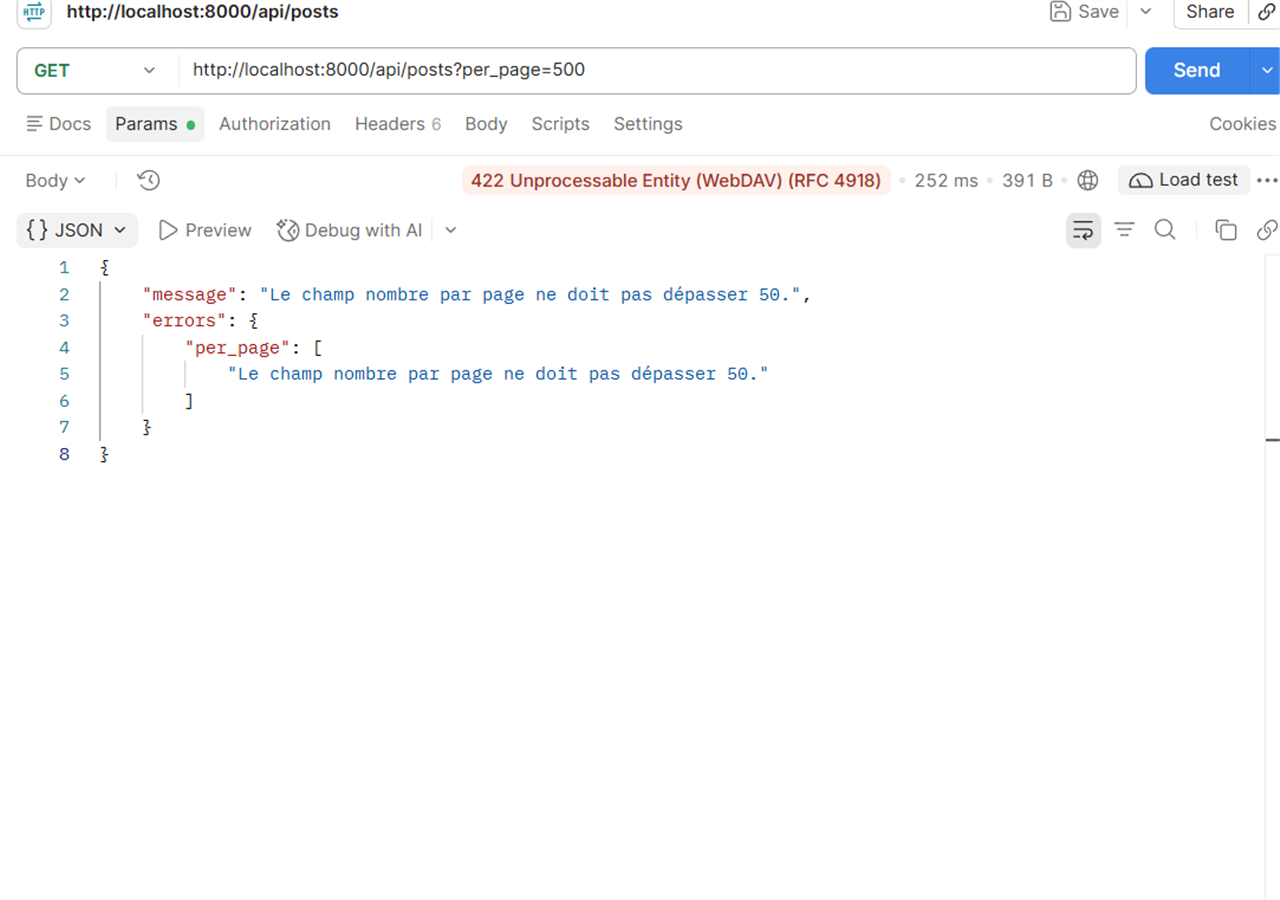 HTTP http://localhost:8000/api/posts Save Share
GET http://localhost:8000/api/posts?per_page=500 Send
Docs Params Authorization Headers 6 Body Scripts Settings Cookies
Body 422 Unprocessable Entity (WebDAV) (RFC 4918) 252 ms 391 B Load test
{} JSON Preview Debug with AI
1 {
2 "message": "Le champ nombre par page ne doit pas dépasser 50.",
3 "errors": {
4 "per_page": [
5 "Le champ nombre par page ne doit pas dépasser 50."
6 ]
7 }
8 }